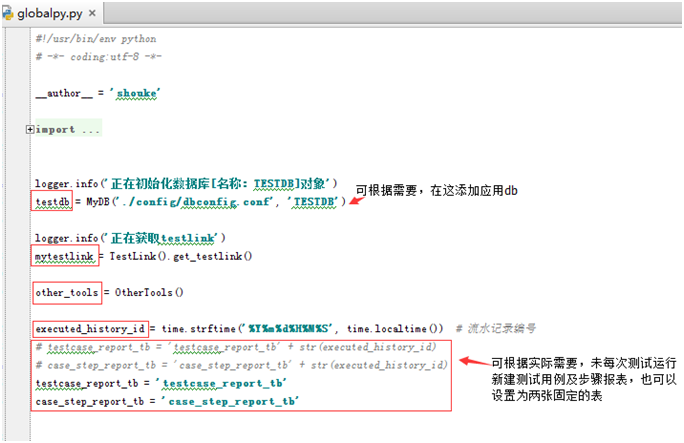 globalpy.py
#!/usr/bin/env python
# -*- coding:utf-8 -*-
__author__ = 'shouke'
import ...
logger.info('正在初始化数据库[名称：TESTDB]对象')
testdb = MyDB('./config/dbconfig.conf', 'TESTDB')
可根据需要，在这添加应用db
logger.info('正在获取testlink')
mytestlink = TestLink().get_testlink()
other_tools = OtherTools()
executed_history_id = time.strftime('%Y%m%d%H%M%S', time.localtime())  # 流水记录编号
# testcase_report_tb = 'testcase_report_tb' + str(executed_history_id)
# case_step_report_tb = 'case_step_report_tb' + str(executed_history_id)
testcase_report_tb = 'testcase_report_tb'
case_step_report_tb = 'case_step_report_tb'
可根据实际需要，未每次测试运行
新建测试用例及步骤报表，也可以
设置为两张固定的表